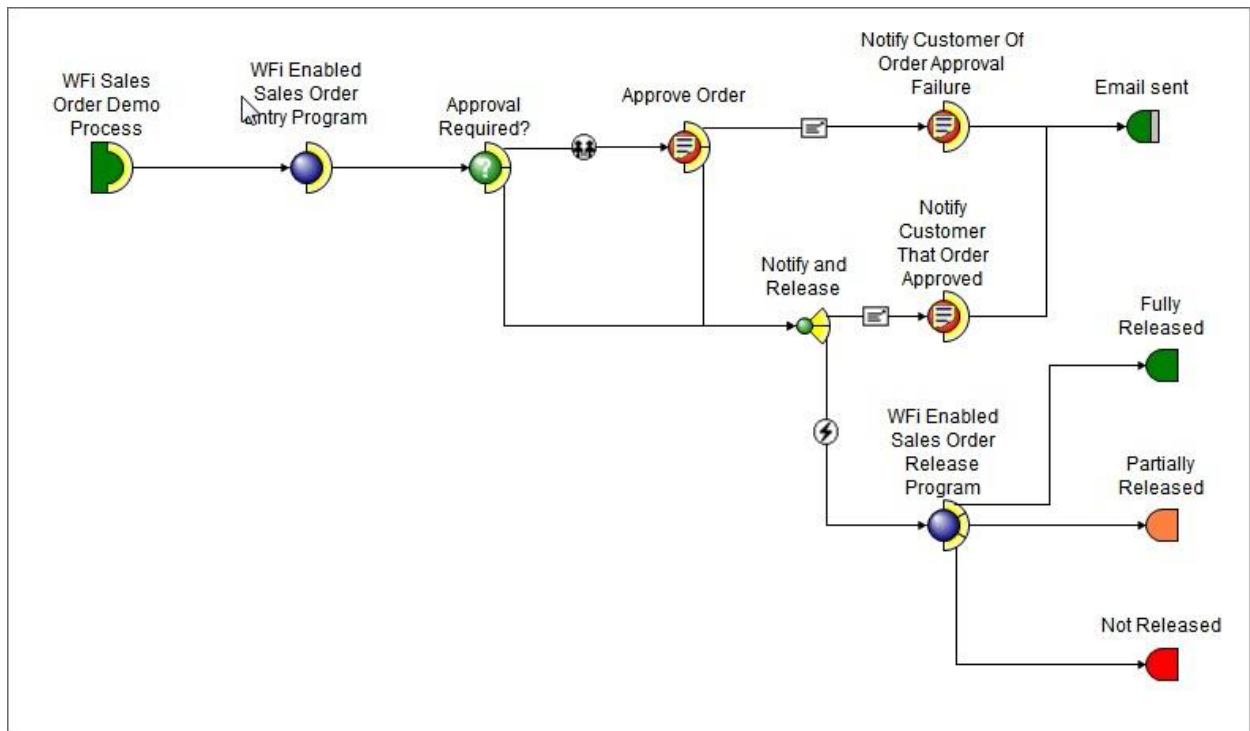 WFi Sales
Order Demo
Process
WFi Enabled
Sales Order
ntry Program
Approval
Required?
?
Approve Order
Notify Customer Of
Order Approval
Failure
Email sent
Notify
Customer
That Order
Approved
Notify and
Release
Fully
Released
WFi Enabled
Sales Order
Release
Program
Partially
Released
Not Released